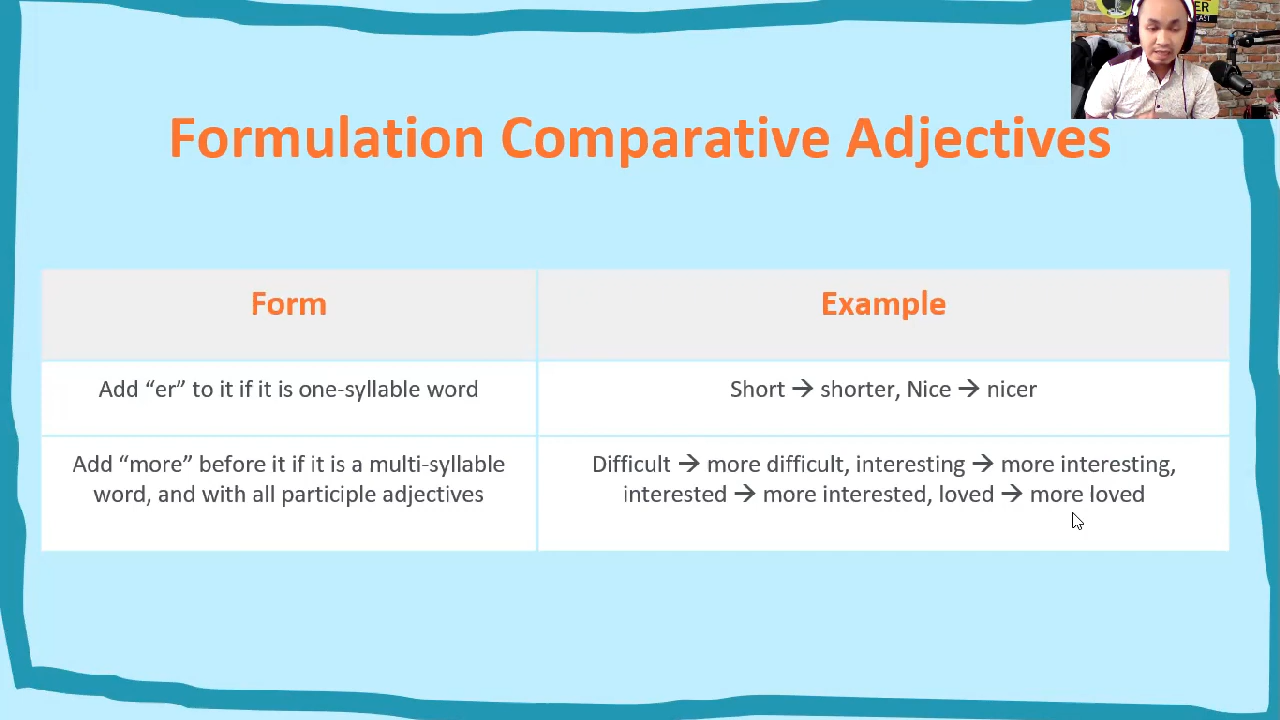 Formulation Comparative Adjectives
Form
Example
Add “er” to it if it is one-syllable word
Short → shorter, Nice → nicer
Add “more” before it if it is a multi-syllable
word, and with all participle adjectives
Difficult → more difficult, interesting → more interesting,
interested → more interested, loved → more loved